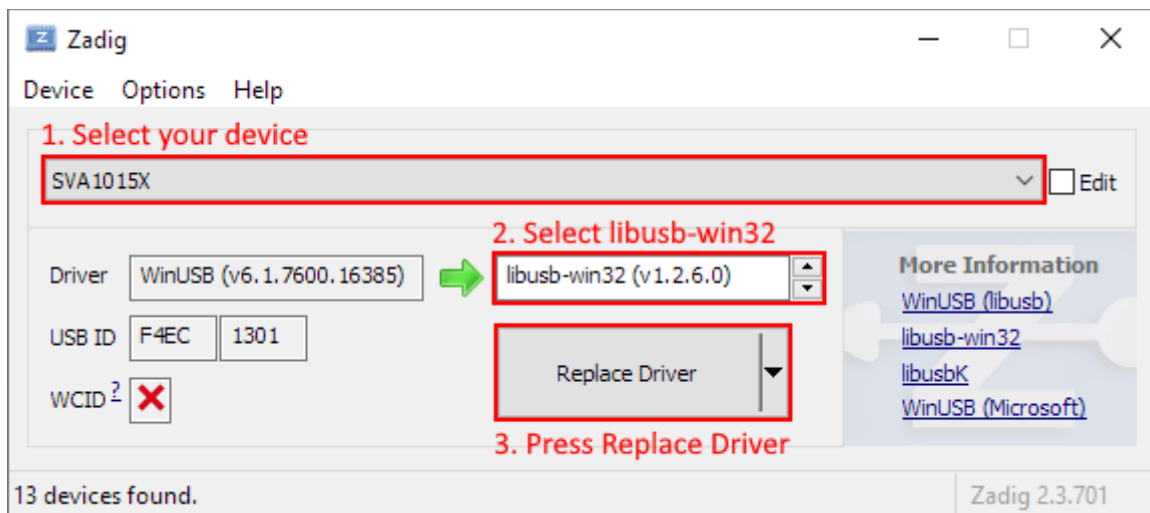 Zadig
Device Options Help
1. Select your device
SVA1015X
Edit
2. Select libusb-win32
Driver WinUSB (v6.1.7600.16385) libusb-win32 (v1.2.6.0)
More Information
WinUSB (libusb)
USB ID F4EC 1301
libusb-win32
Replace Driver
libusbK
WCID ?
WinUSB (Microsoft)
3. Press Replace Driver
13 devices found.
Zadig 2.3.701